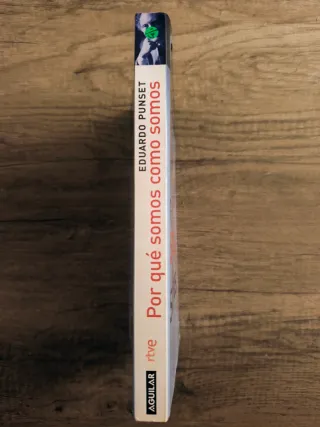 EDUARDO PUNSET
Por qué somos como somos
rtve
AGUILAR